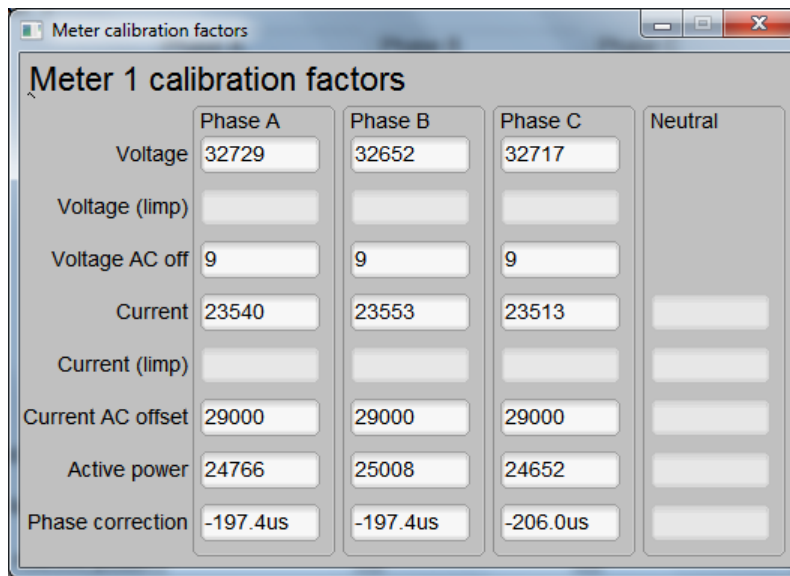 Meter calibration factors
Meter 1 calibration factors
Phase A Phase B Phase C Neutral
Voltage 32729 32652 32717
Voltage (limp)
Voltage AC off 9 9 9
Current 23540 23553 23513
Current (limp)
Current AC offset 29000 29000 29000
Active power 24766 25008 24652
Phase correction -197.4us -197.4us -206.0us